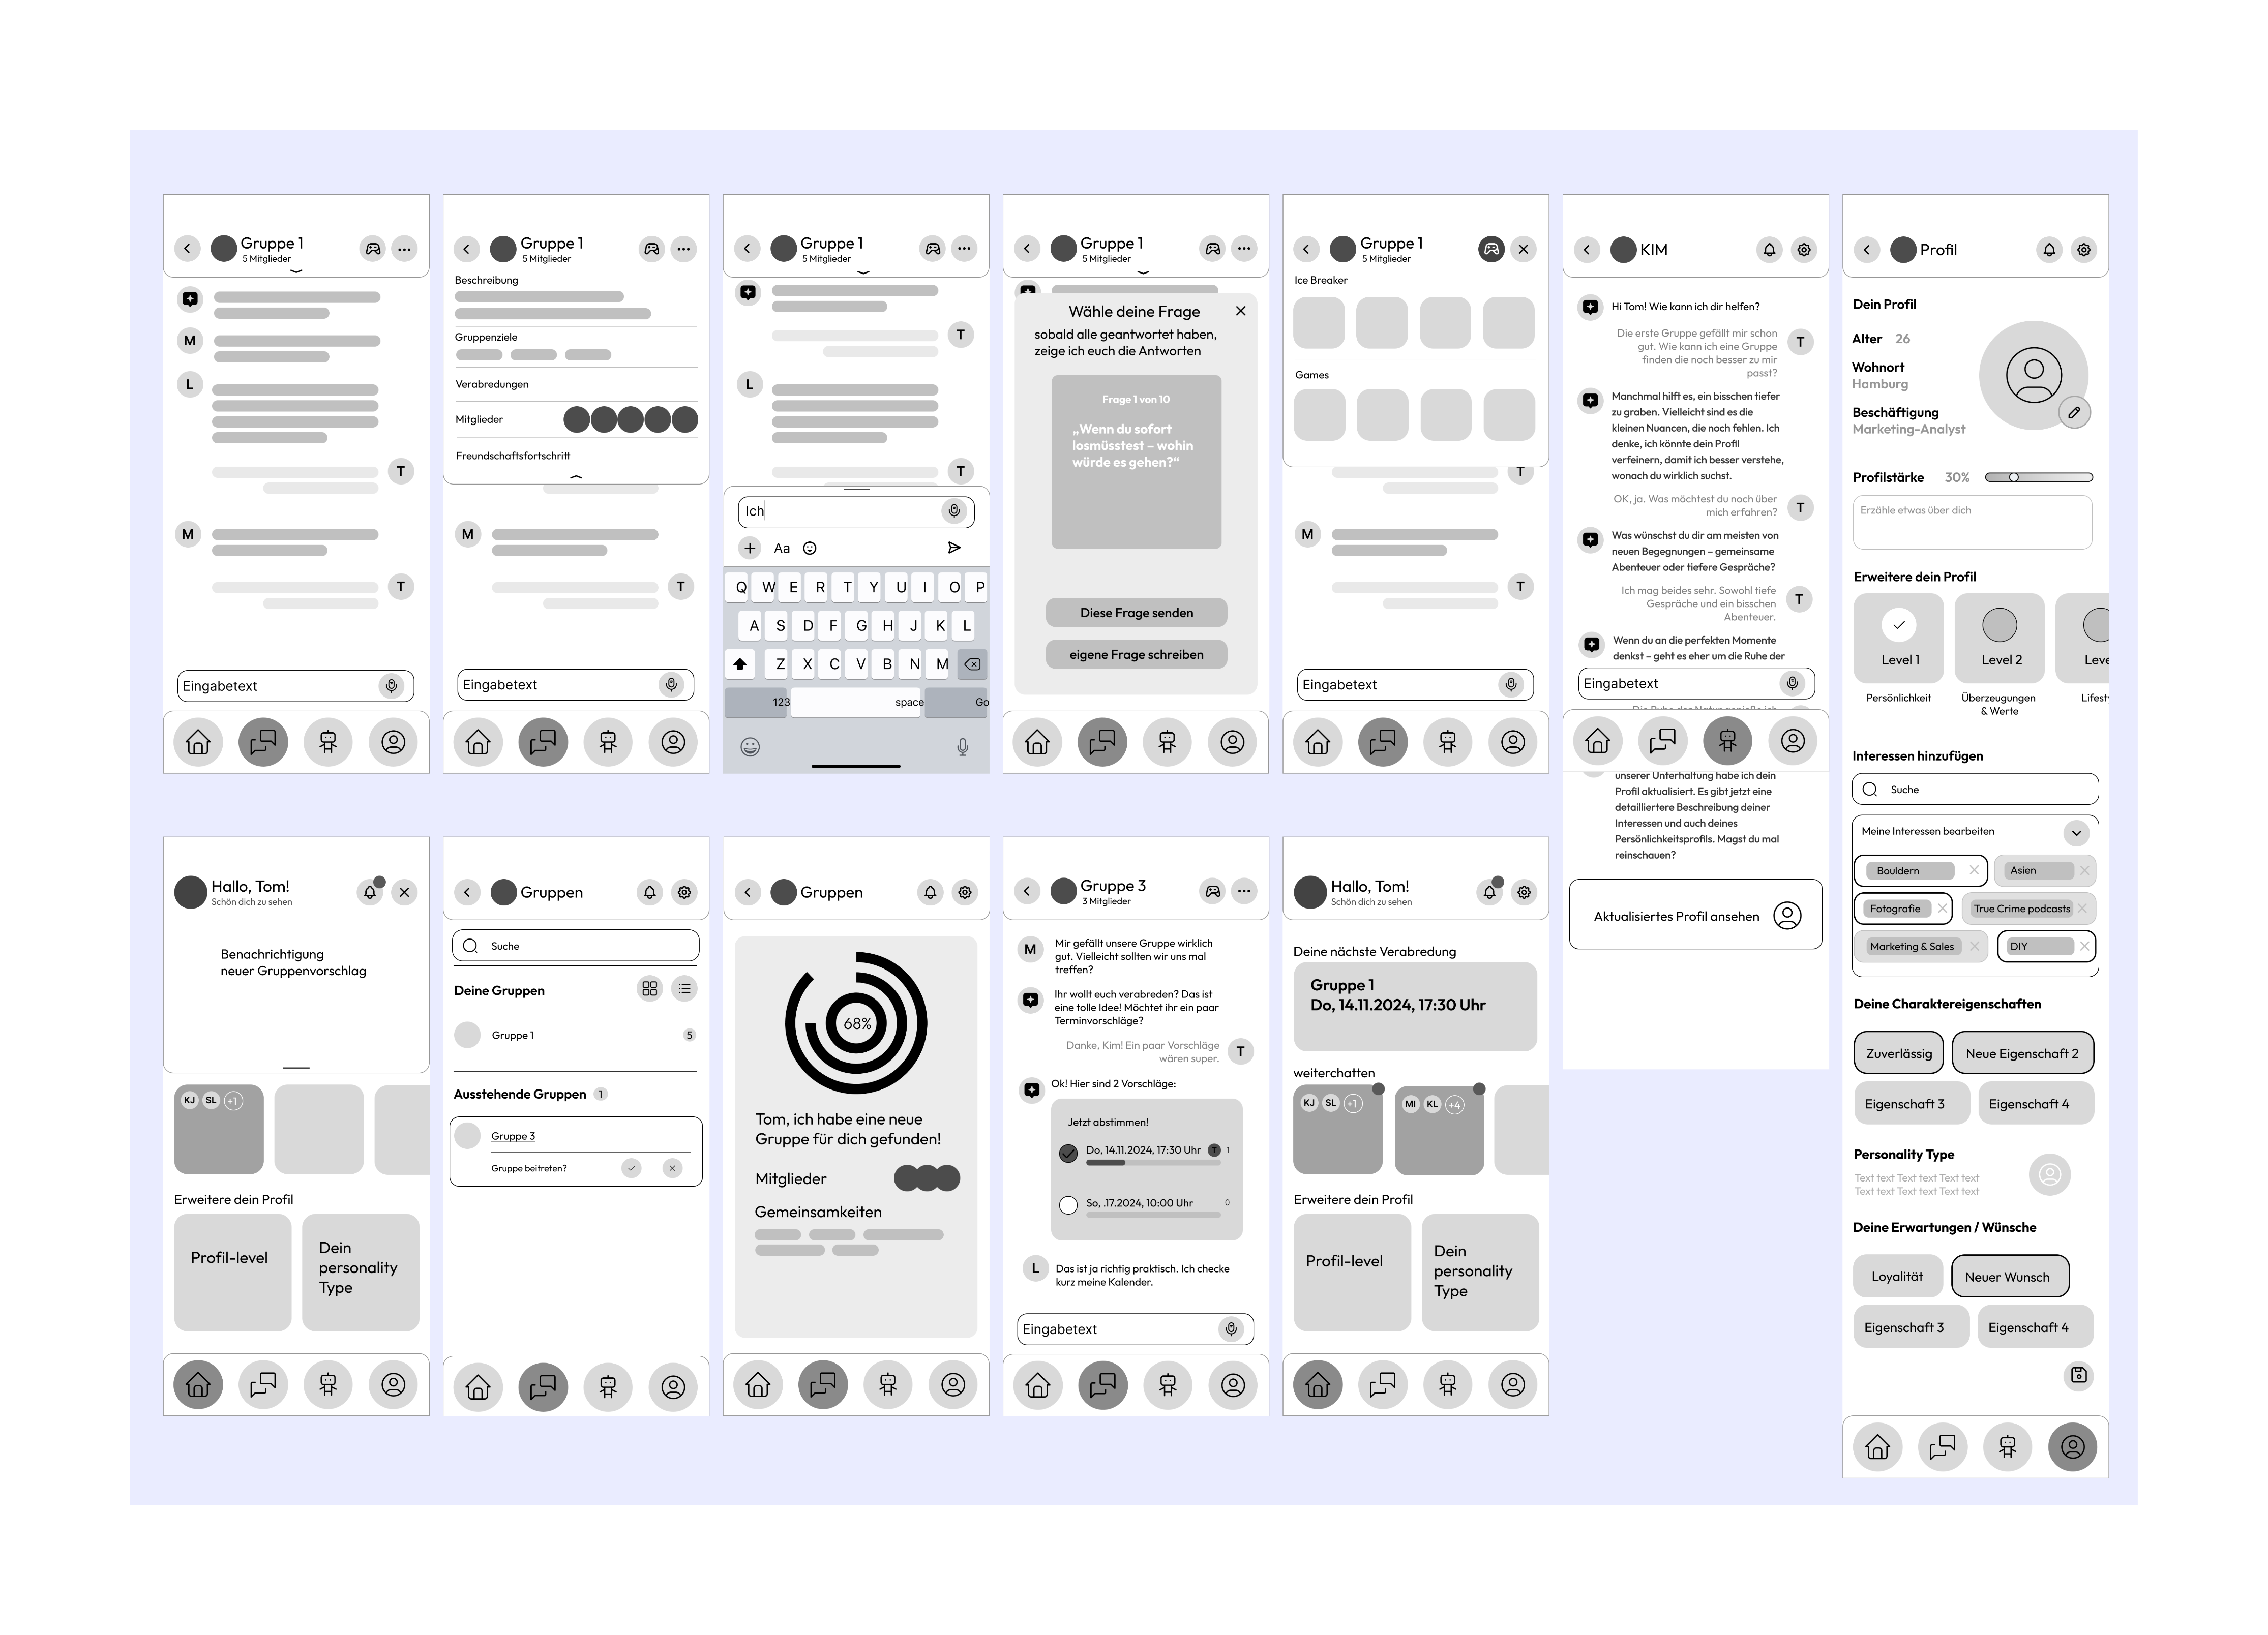 Gruppe 1
5 Mitglieder
M
L
T
M
T
Eingabetext
Gruppe 1
5 Mitglieder
Beschreibung
Gruppenziele
Verabredungen
Mitglieder
Freundschaftsfortschritt
M
T
Eingabetext
Gruppe 1
5 Mitglieder
T
L
T
Ich
Aa
Q W E R T Y U I O P
A S D F G H J K L
Z X C V B N M
123 space Go
Gruppe 1
5 Mitglieder
Wähle deine Frage
sobald alle geantwortet haben,
zeige ich euch die Antworten
Frage 1 von 10
„Wenn du sofort
losmüsstest – wohin
würde es gehen?“
Diese Frage senden
eigene Frage schreiben
Gruppe 1
5 Mitglieder
Ice Breaker
Games
T
M
T
Eingabetext
KIM
Hi Tom! Wie kann ich dir helfen?
Die erste Gruppe gefällt mir schon
gut. Wie kann ich eine Gruppe
finden die noch besser zu mir
passt?
T
Manchmal hilft es, ein bisschen tiefer
zu graben. Vielleicht sind es die
kleinen Nuancen, die noch fehlen. Ich
denke, ich könnte dein Profil
verfeinern, damit ich besser verstehe,
wonach du wirklich suchst.
OK, ja. Was möchtest du noch über
mich erfahren?
T
Was wünschst du dir am meisten von
neuen Begegnungen – gemeinsame
Abenteuer oder tiefere Gespräche?
Ich mag beides sehr. Sowohl tiefe
Gespräche und ein bisschen
Abenteuer.
T
Wenn du an die perfekten Momente
denkst – geht es eher um die Ruhe der
Eingabetext
Die Ruhe der Natur genieße ich
unserer Unterhaltung habe ich dein
Profil aktualisiert. Es gibt jetzt eine
detailliertere Beschreibung deiner
Interessen und auch deines
Persönlichkeitsprofils. Magst du mal
reinschauen?
Aktualisiertes Profil ansehen
Profil
Dein Profil
Alter 26
Wohnort
Hamburg
Beschäftigung
Marketing-Analyst
Profilstärke 30%
Erzähle etwas über dich
Erweitere dein Profil
Level 1 Level 2 Leve
Persönlichkeit Überzeugungen Lifesty
& Werte
Interessen hinzufügen
Suche
Meine Interessen bearbeiten
Bouldern Asien
Fotografie True Crime podcasts
Marketing & Sales DIY
Deine Charaktereigenschaften
Zuverlässig Neue Eigenschaft 2
Eigenschaft 3 Eigenschaft 4
Personality Type
Text text Text text Text text
Text text Text text Text text
Deine Erwartungen / Wünsche
Loyalität Neuer Wunsch
Eigenschaft 3 Eigenschaft 4
Hallo, Tom!
Schön dich zu sehen
Benachrichtigung
neuer Gruppenvorschlag
KJ SL +1
Erweitere dein Profil
Profil-level
Dein
personality
Type
Gruppen
Suche
Deine Gruppen
Gruppe 1 5
Ausstehende Gruppen 1
Gruppe 3
Gruppe beitreten?
Gruppen
68%
Tom, ich habe eine neue
Gruppe für dich gefunden!
Mitglieder
Gemeinsamkeiten
Gruppe 3
3 Mitglieder
M
Mir gefällt unsere Gruppe wirklich
gut. Vielleicht sollten wir uns mal
treffen?
Ihr wollt euch verabreden? Das ist
eine tolle Idee! Möchtet ihr ein paar
Terminvorschläge?
Danke, Kim! Ein paar Vorschläge
wären super.
T
Ok! Hier sind 2 Vorschläge:
Jetzt abstimmen!
Do, 14.11.2024, 17:30 Uhr T 1
So, .17.2024, 10:00 Uhr 0
L
Das ist ja richtig praktisch. Ich checke
kurz meine Kalender.
Eingabetext
Hallo, Tom!
Schön dich zu sehen
Deine nächste Verabredung
Gruppe 1
Do, 14.11.2024, 17:30 Uhr
weiterchatten
KJ SL +1 MI KL +4
Erweitere dein Profil
Profil-level
Dein
personality
Type